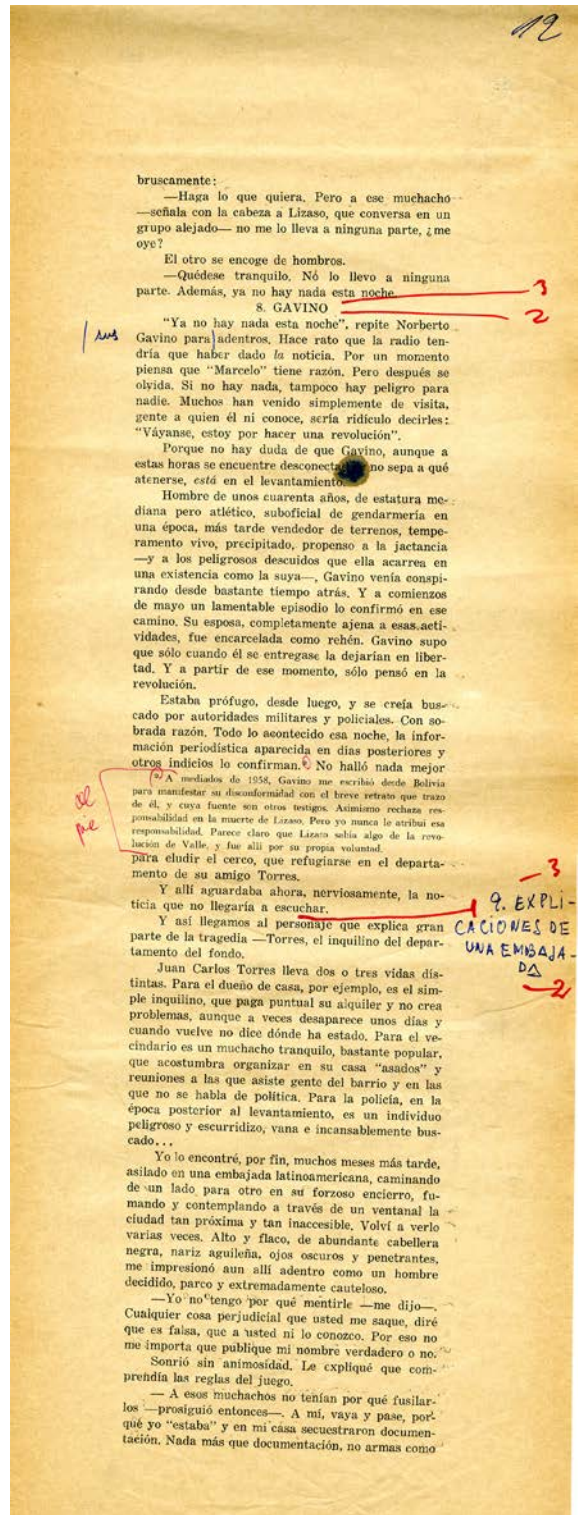 12
bruscamente:
—Haga lo que quiera. Pero a ese muchacho
—señala con la cabeza a Lizaso, que conversa en un
grupo alejado— no me lo lleva a ninguna parte, ¿me
oye?
El otro se encoge de hombros.
—Quédese tranquilo. Nó lo llevo a ninguna
parte. Además, ya no hay nada esta noche.
3
8. GAVINO
2
"Ya no hay nada esta noche", repite Norberto
/ sus
Gavino para adentros. Hace rato que la radio ten-
dría que haber dado la noticia. Por un momento
piensa que "Marcelo" tiene razón. Pero después se
olvida. Si no hay nada, tampoco hay peligro para
nadie. Muchos han venido simplemente de visita,
gente a quien él ni conoce, sería ridículo decirles:
"Váyanse, estoy por hacer una revolución".
Porque no hay duda de que Gavino, aunque a
estas horas se encuentre no sepa a qué
atenerse, está en el levantamiento.
Hombre de unos cuarenta años, de estatura me-
diana pero atlético, suboficial de gendarmería en
una época, más tarde vendedor de terrenos, tempe-
ramento vivo, precipitado, propenso a la jactancia
—y a los peligrosos descuidos que ella acarrea en
una existencia como la suya—, Gavino venía conspi-
rando desde bastante tiempo atrás. Y a comienzos
de mayo un lamentable episodio lo confirmó en ese
camino. Su esposa, completamente ajena a esas acti-
vidades, fue encarcelada como rehén. Gavino supo
que sólo cuando él se entregase la dejarían en liber-
tad. Y a partir de ese momento, sólo pensó en la
revolución.
Estaba prófugo, desde luego, y se creía bus-
cado por autoridades militares y policiales. Con so-
brada razón. Todo lo acontecido esa noche, la infor-
mación periodística aparecida en días posteriores y
otros indicios lo confirman. No halló nada mejor
A mediados de 1958, Gavino me escribió desde Bolivia
para manifestar su disconformidad con el breve retrato que trazo
al pie
de él, y cuya fuente son otros testigos. Asimismo rechaza res-
ponsabilidad en la muerte de Lizaso. Pero yo nunca le atribuí esa
responsabilidad. Parece claro que Lizaso sabía algo de la revo-
lución de Valle, y fue allí por su propia voluntad.
para eludir el cerco, que refugiarse en el departa-
mento de su amigo Torres.
Y allí aguardaba ahora, nerviosamente, la no-
ticia que no llegaría a escuchar.
3
9. EXPLI-
CACIONES DE
UNA EMBAJA-
DA
2
Y así llegamos al personaje que explica gran
parte de la tragedia —Torres, el inquilino del depar-
tamento del fondo.
Juan Carlos Torres lleva dos o tres vidas dis-
tintas. Para el dueño de casa, por ejemplo, es el sim-
ple inquilino, que paga puntual su alquiler y no crea
problemas, aunque a veces desaparece unos días y
cuando vuelve no dice dónde ha estado. Para el ve-
cindario es un muchacho tranquilo, bastante popular,
que acostumbra organizar en su casa "asados" y
reuniones a las que asiste gente del barrio y en las
que no se habla de política. Para la policía, en la
época posterior al levantamiento, es un individuo
peligroso y escurridizo, vana e incansablemente bus-
cado...
Yo lo encontré, por fin, muchos meses más tarde,
asilado en una embajada latinoamericana, caminando
de un lado para otro en su forzoso encierro, fu-
mando y contemplando a través de un ventanal la
ciudad tan próxima y tan inaccesible. Volví a verlo
varias veces. Alto y flaco, de abundante cabellera
negra, nariz aguileña, ojos oscuros y penetrantes,
me impresionó aun allí adentro como un hombre
decidido, parco y extremadamente cauteloso.
—Yo no tengo por qué mentirle —me dijo—.
Cualquier cosa perjudicial que usted me saque, diré
que es falsa, que a usted ni lo conozco. Por eso no
me importa que publique mi nombre verdadero o no.
Sonrió sin animosidad. Le expliqué que com-
prendía las reglas del juego.
— A esos muchachos no tenían por qué fusilar-
los —prosiguió entonces—. A mí, vaya y pase, por-
qué yo "estaba" y en mi casa secuestraron documen-
tación. Nada más que documentación, no armas como